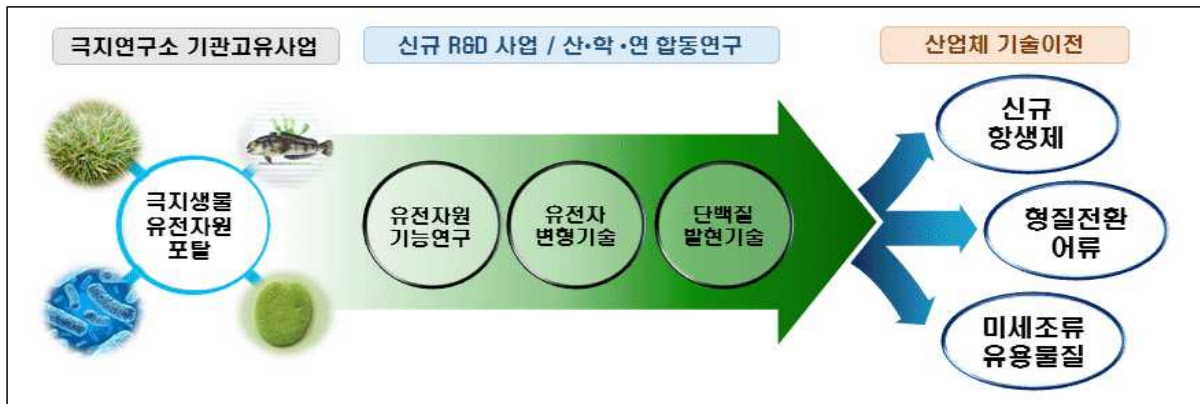 극지연구소 기관고유사업
신규 R&D 사업 / 산·학·연 합동연구
산업체 기술이전
극지생물
유전자원
포탈
유전자원
기능연구
유전자
변형기술
단백질
발현기술
신규
항생제
형질전환
어류
미세조류
유용물질